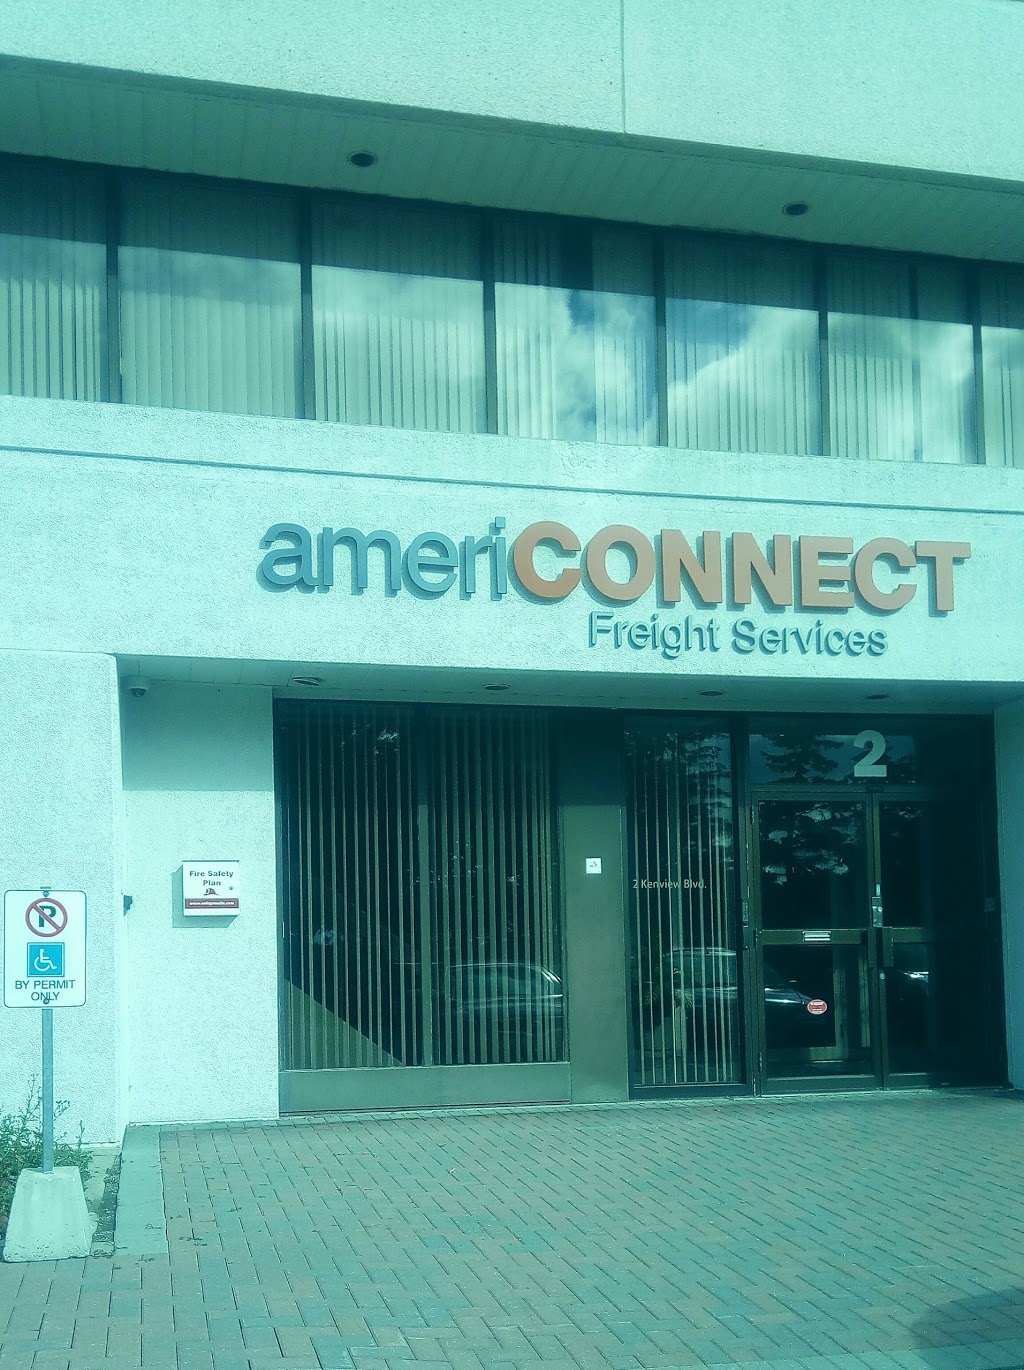 ameriCONNECT
Freight Services
2
2 Kenview Blvd.
Fire Safety
Plan
P
BY PERMIT
ONLY